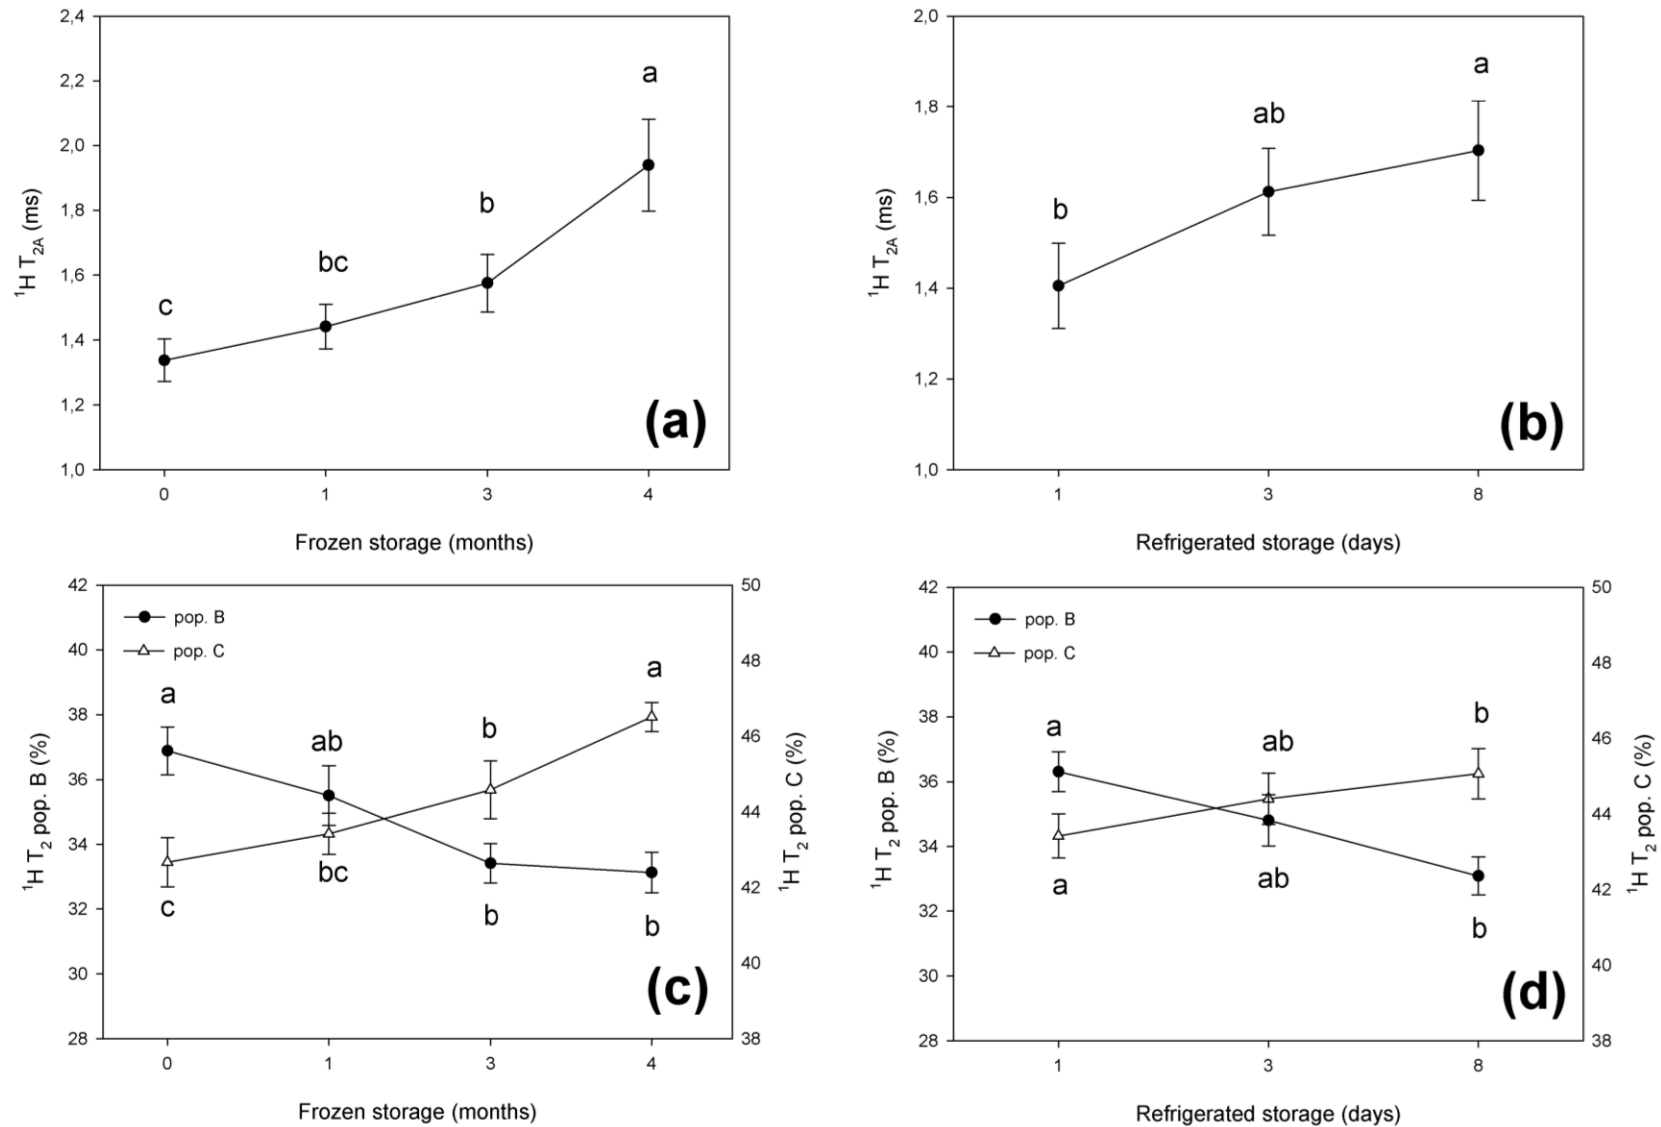 2,4
2,2
2,0
1,8
1,6
1,4
1,2
1,0
¹H T2A (ms)
c
bc
b
a
(a)
0 1 3 4
Frozen storage (months)
2,0
1,8
1,6
1,4
1,2
1,0
¹H T2A (ms)
b
ab
a
(b)
1 3 8
Refrigerated storage (days)
42
40
38
36
34
32
30
28
¹H T2 pop. B (%)
pop. B
pop. C
a
ab
b
a
c
bc
b
b
(c)
50
48
46
44
42
40
38
¹H T2 pop. C (%)
0 1 3 4
Frozen storage (months)
42
40
38
36
34
32
30
28
¹H T2 pop. B (%)
pop. B
pop. C
a
ab
b
a
ab
b
(d)
50
48
46
44
42
40
38
¹H T2 pop. C (%)
1 3 8
Refrigerated storage (days)